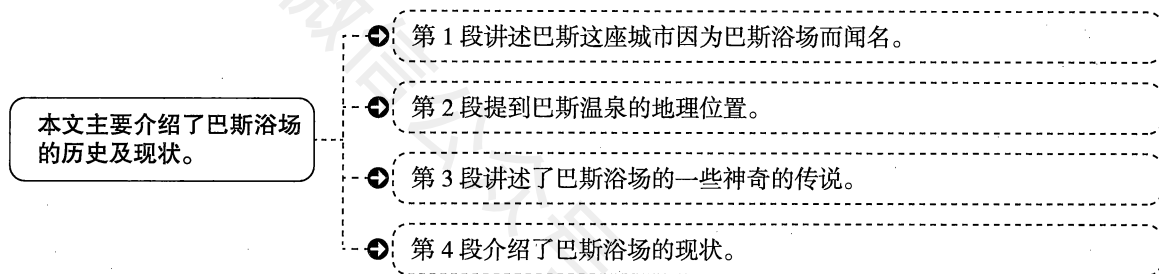 第1段讲述巴斯这座城市因为巴斯浴场而闻名。
本文主要介绍了巴斯浴场
的历史及现状。
第2段提到巴斯温泉的地理位置。
第3段讲述了巴斯浴场的一些神奇的传说。
第4段介绍了巴斯浴场的现状。